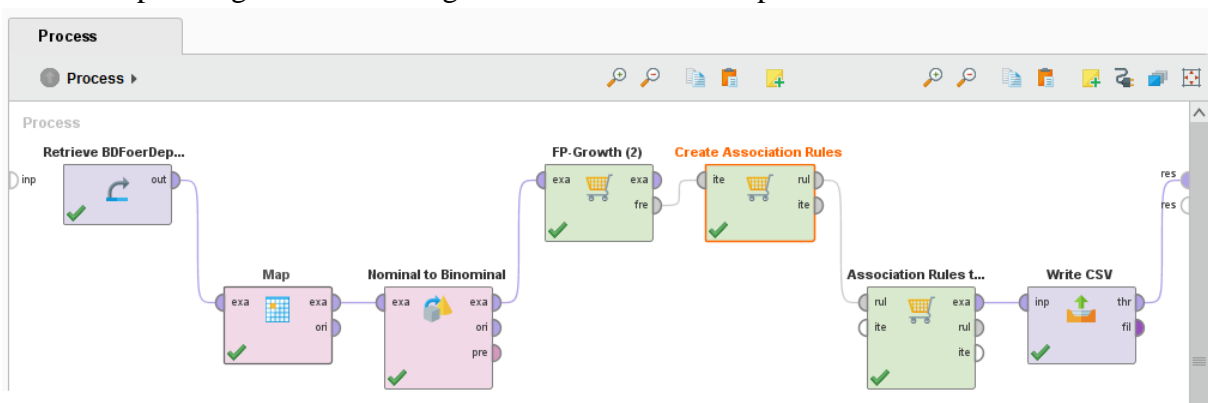 Process
Process
Process
Retrieve BDFoerDep...
inp
out
FP-Growth (2)
exa
exa
fre
Create Association Rules
ite
rul
ite
res
res
Map
exa
exa
ori
Nominal to Binominal
exa
exa
ori
pre
Association Rules t...
rul
exa
ite
rul
ite
Write CSV
inp
thr
fil